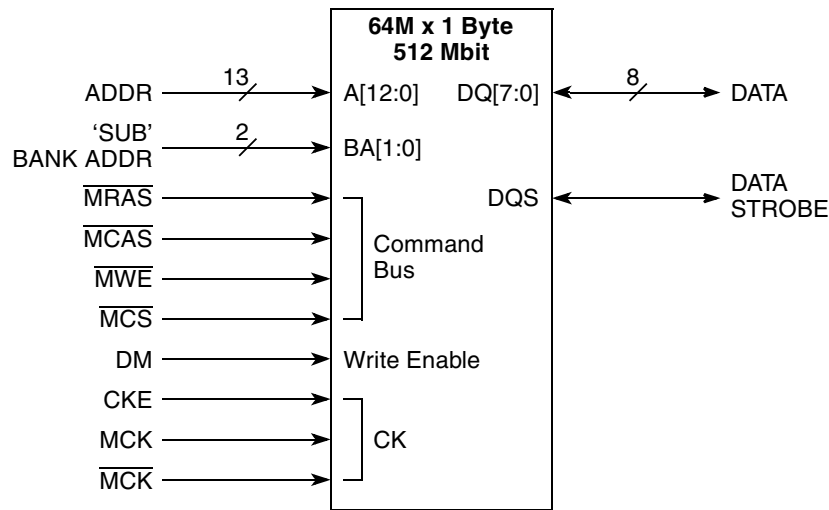 64M x 1 Byte
512 Mbit
ADDR 13 A[12:0] DQ[7:0] 8 DATA
'SUB'
BANK ADDR 2 BA[1:0]
MRAS DQS DATA
STROBE
MCAS Command
Bus
MWE
MCS
DM Write Enable
CKE
MCK CK
MCK